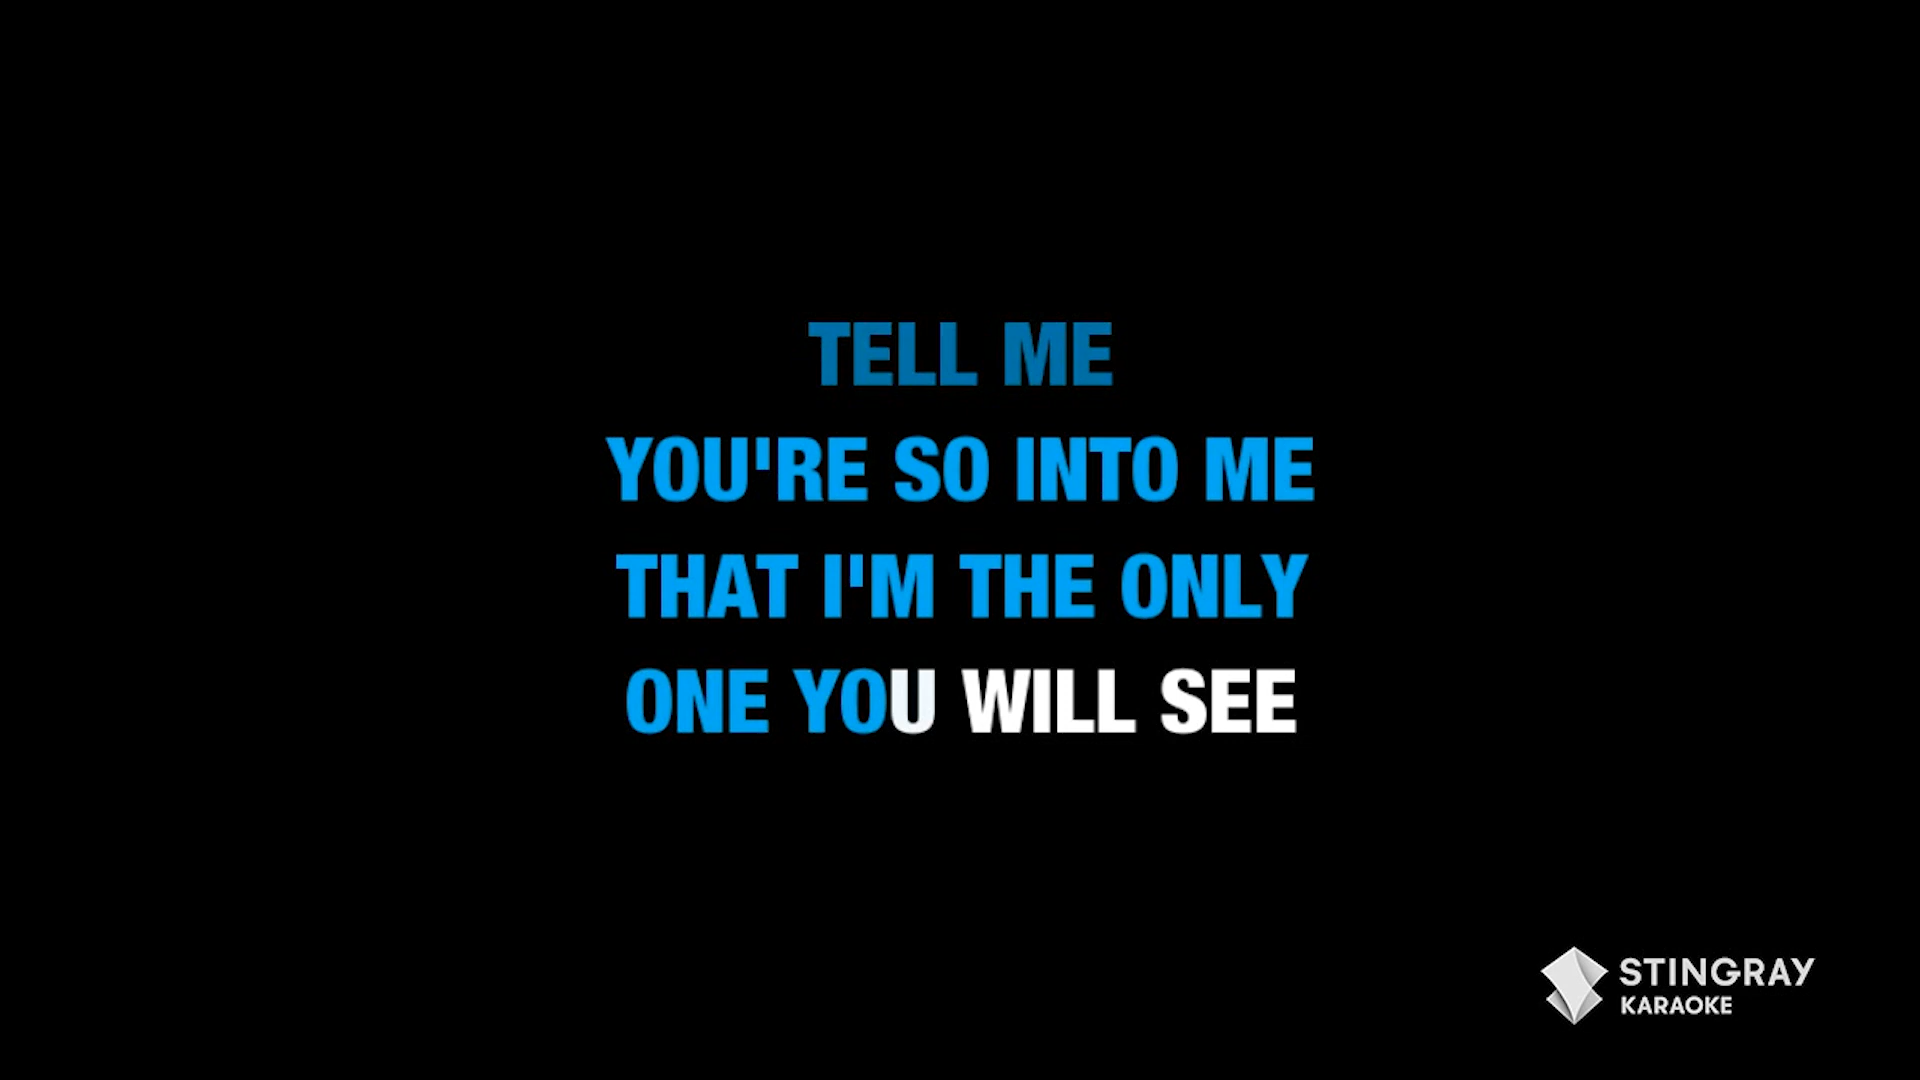 TELL ME
YOU'RE SO INTO ME
THAT I'M THE ONLY
ONE YOU WILL SEE
STINGRAY
KARAOKE